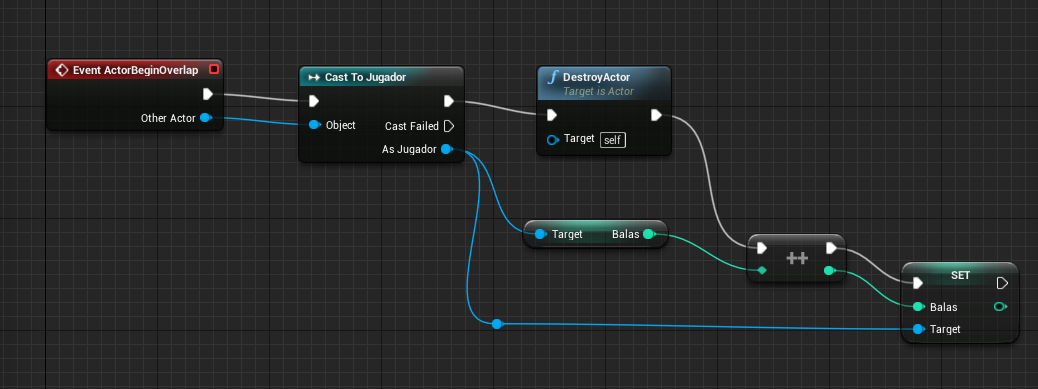 Event ActorBeginOverlap
Other Actor
Cast To Jugador
Object
Cast Failed
As Jugador
f DestroyActor
Target is Actor
Target self
Target Balas
++
SET
Balas
Target